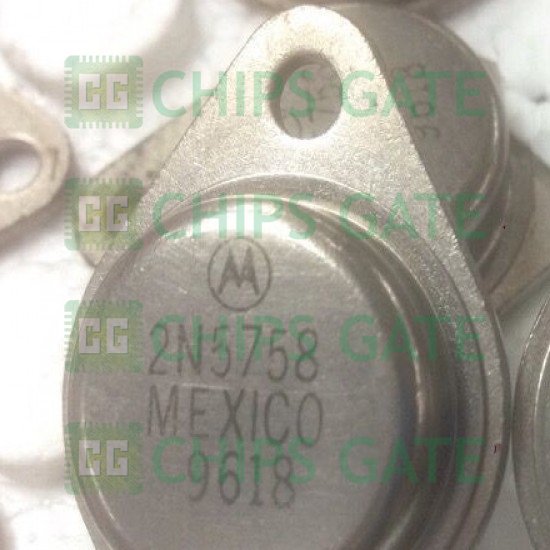 CG CHIPS GATE
CG CHIPS GATE
CG CHIPS GATE
CG CHIPS GATE
M
2N5758
MEXICO
9618